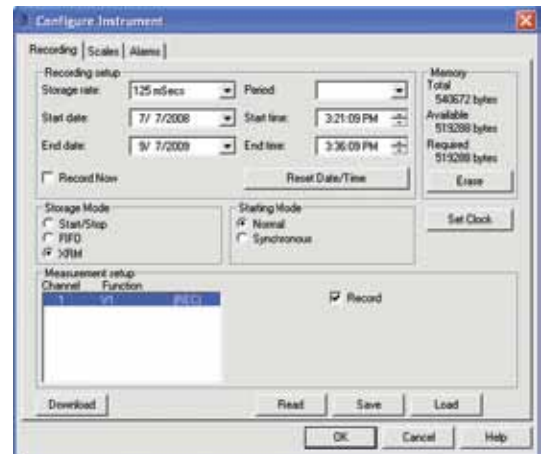 Configure Instrument
Recording Scales Alarms
Recording setup
Storage rate: 125 mSecs Period
Start date: 7/ 7/2008 Start time: 3:21:09 PM
End date: 9/ 7/2009 End time: 3:36:09 PM
Record Now Reset Date/Time
Memory
Total
540672 bytes
Available
519288 bytes
Required
519288 bytes
Erase
Storage Mode
Start/Stop
FIFO
XRM
Starting Mode
Normal
Synchronous
Set Clock
Measurement setup
Channel Function
1 V1 [REC]
Record
Download Read Save Load
OK Cancel Help